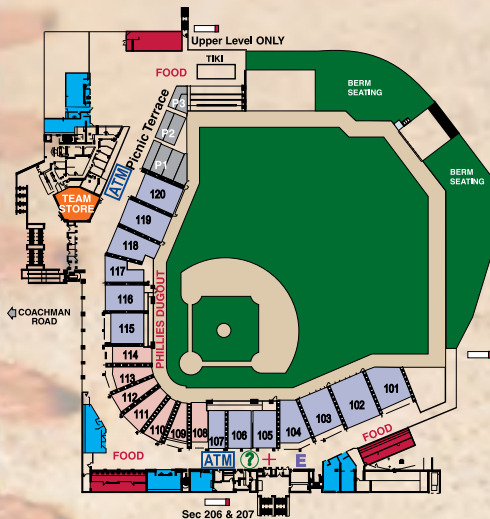 Upper Level ONLY
TIKI
FOOD
BERM
SEATING
P3
P2
P1
Picnic Terrace
ATM
TEAM
STORE
BERM
SEATING
120
119
118
117
116
115
PHILLIES DUGOUT
COACHMAN
ROAD
114
113
112
111
110
109
108
107
106
105
104
103
102
101
FOOD
FOOD
ATM
?
+
E
Sec 206 & 207